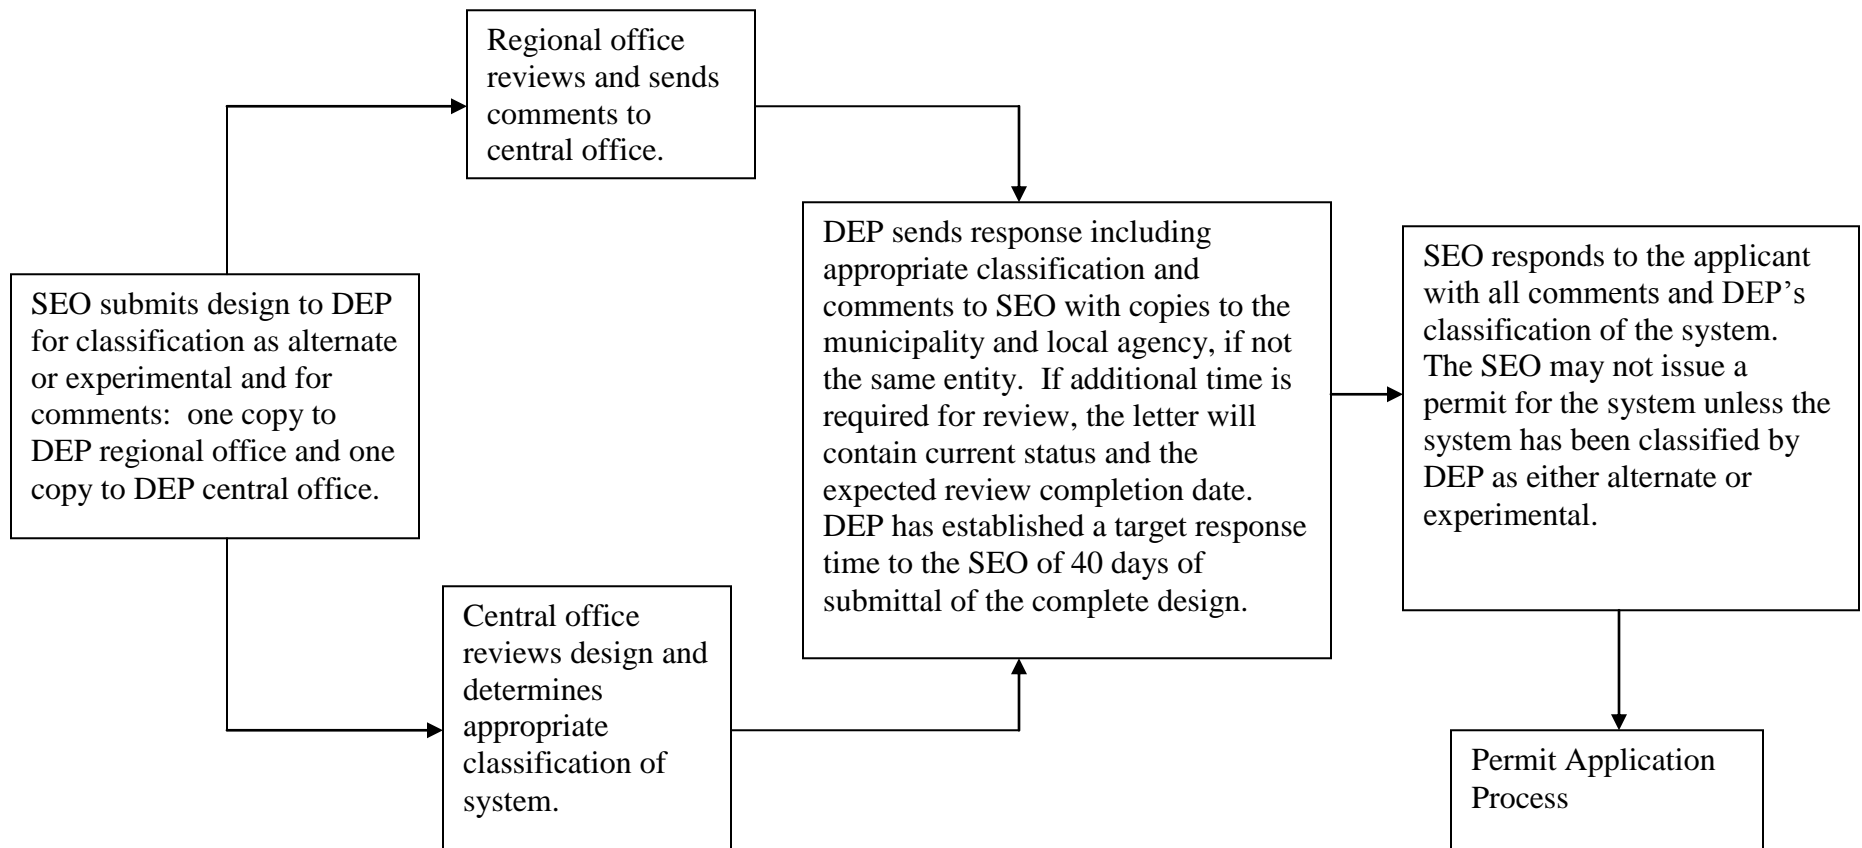 Regional office
reviews and sends
comments to
central office.
SEO submits design to DEP
for classification as alternate
or experimental and for
comments:  one copy to
DEP regional office and one
copy to DEP central office.
Central office
reviews design and
determines
appropriate
classification of
system.
DEP sends response including
appropriate classification and
comments to SEO with copies to the
municipality and local agency, if not
the same entity.  If additional time is
required for review, the letter will
contain current status and the
expected review completion date.
DEP has established a target response
time to the SEO of 40 days of
submittal of the complete design.
SEO responds to the applicant
with all comments and DEP’s
classification of the system.
The SEO may not issue a
permit for the system unless the
system has been classified by
DEP as either alternate or
experimental.
Permit Application
Process